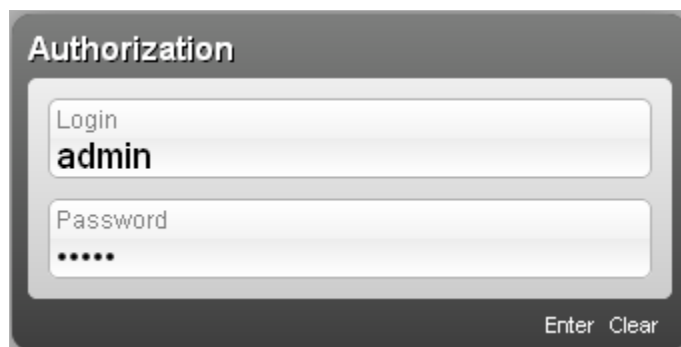 Authorization
Login
admin
Password
•••••
Enter Clear